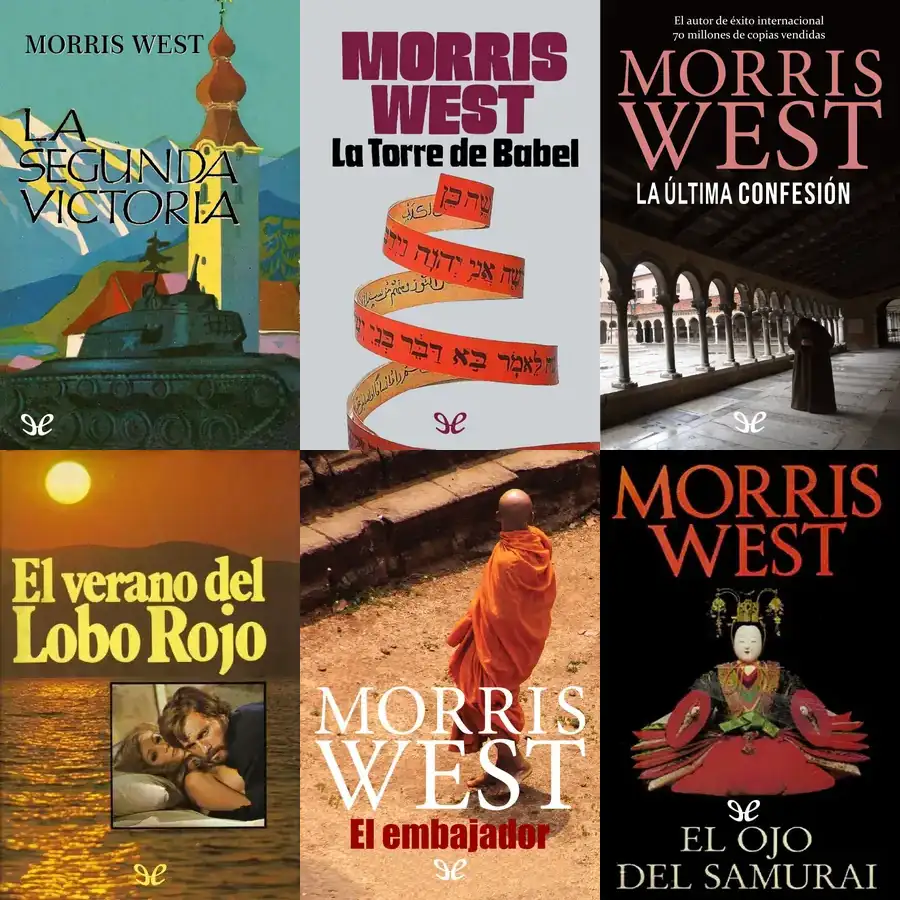 MORRIS WEST
LA
SEGUNDA
VICTORIA
MORRIS
WEST
La Torre de Babel
El autor de éxito internacional
70 millones de copias vendidas
MORRIS
WEST
LA ÚLTIMA CONFESIÓN
El verano del
Lobo Rojo
MORRIS
WEST
El embajador
MORRIS
WEST
EL OJO
DEL SAMURAI